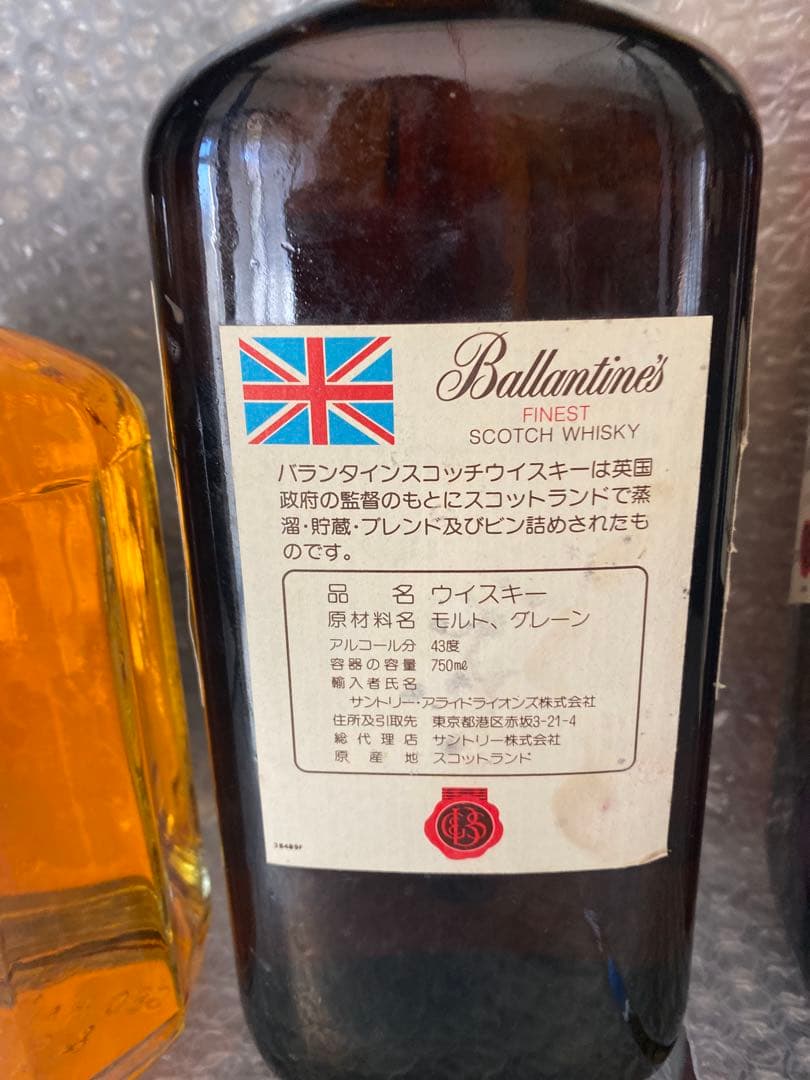 Ballantine's
FINEST
SCOTCH WHISKY
バランタインスコッチウイスキーは英国
政府の監督のもとにスコットランドで蒸
溜・貯蔵・ブレンド及びビン詰めされたも
のです。
品 名 ウイスキー
原材料名 モルト、グレーン
アルコール分 43度
容器の容量 750mℓ
輸入者氏名
サントリー・アライドライオンズ株式会社
住所及引取先 東京都港区赤坂3-21-4
総代理店 サントリー株式会社
原産地 スコットランド